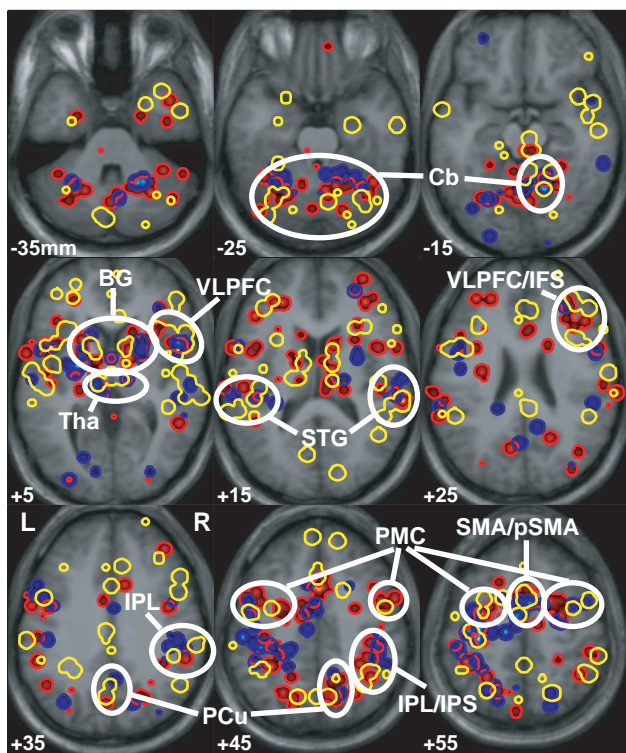 Cb
-35mm
-25
-15
BG
VLPFC
VLPFC/IFS
Tha
STG
+5
+15
+25
L
R
PMC
SMA/pSMA
IPL
PCu
IPL/IPS
+35
+45
+55